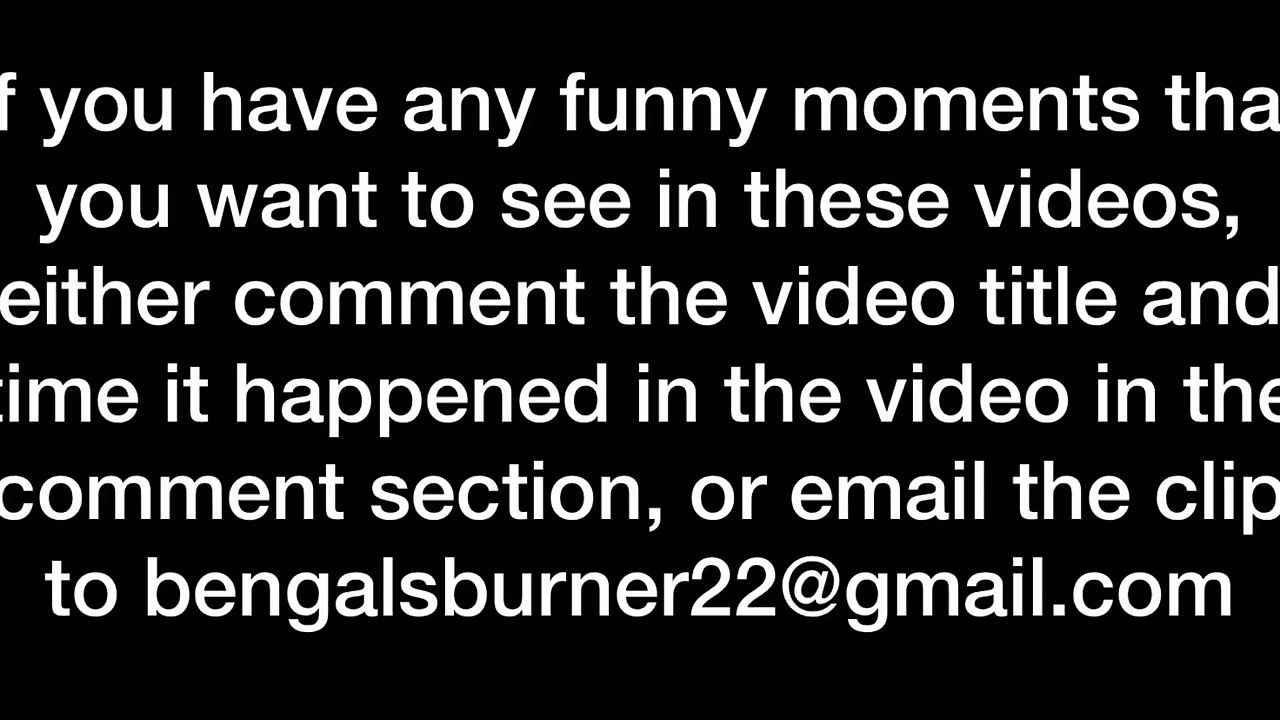 f you have any funny moments tha
you want to see in these videos,
either comment the video title and
time it happened in the video in the
comment section, or email the clip
to bengalsburner22@gmail.com